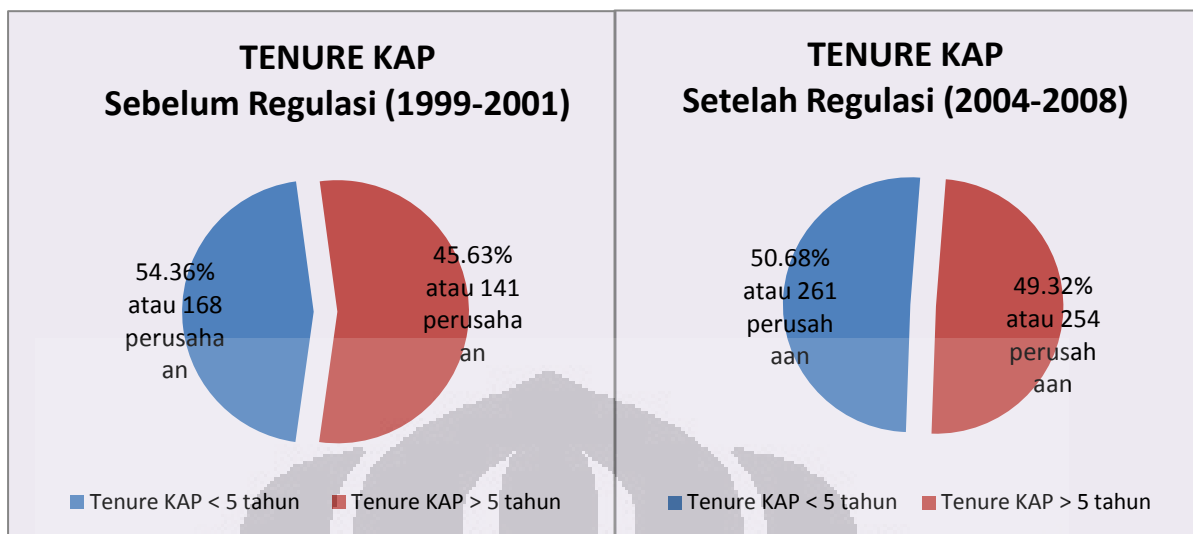 TENURE KAP
Sebelum Regulasi (1999-2001)
54.36%
atau 168
perusaha
an
45.63%
atau 141
perusaha
an
Tenure KAP < 5 tahun
Tenure KAP > 5 tahun
TENURE KAP
Setelah Regulasi (2004-2008)
50.68%
atau 261
perusah
aan
49.32%
atau 254
perusah
aan
Tenure KAP < 5 tahun
Tenure KAP > 5 tahun